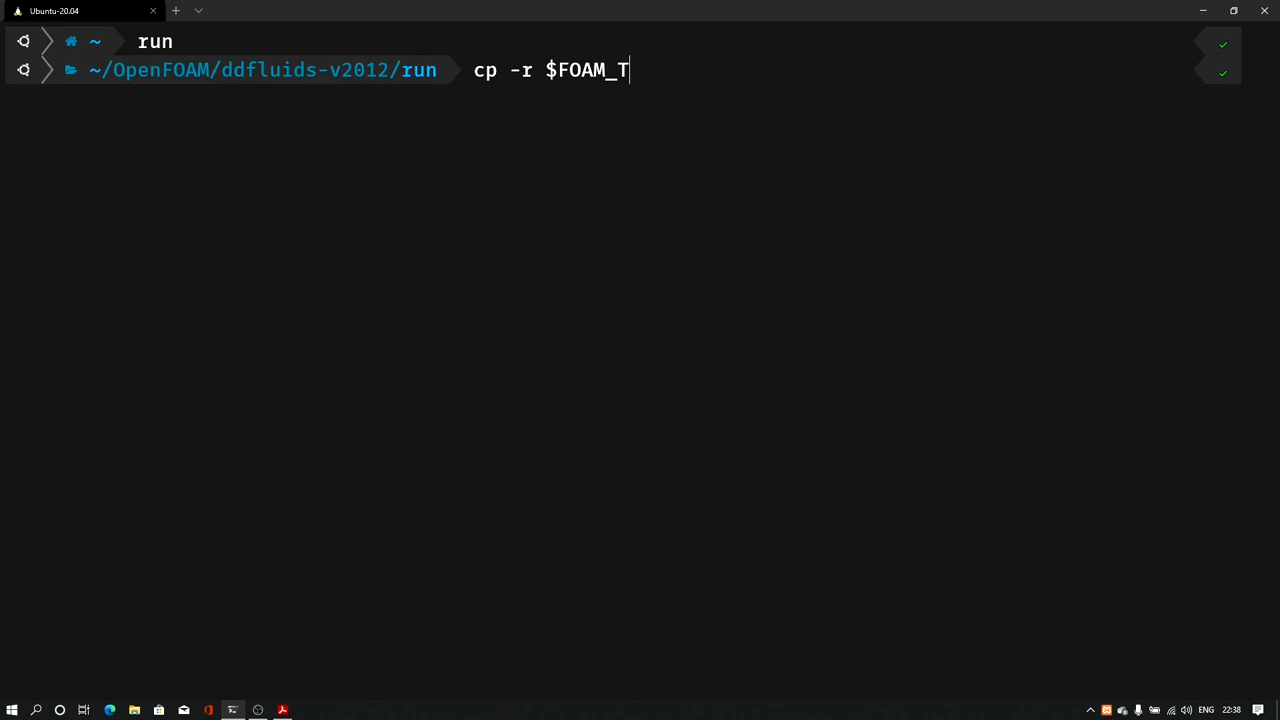 Ubuntu-20.04
~ run
~/OpenFOAM/ddfluids-v2012/run cp -r $FOAM_T
ENG 22:38